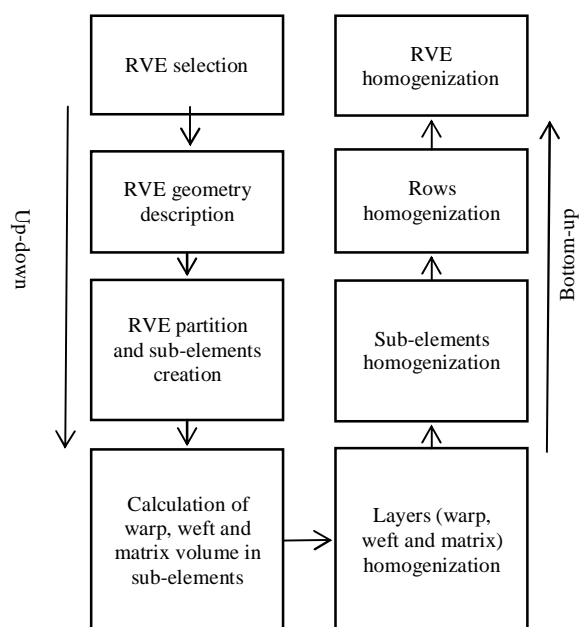 RVE selection
RVE geometry
description
RVE partition
and sub-elements
creation
Calculation of
warp, weft and
matrix volume in
sub-elements
Layers (warp,
weft and matrix)
homogenization
Sub-elements
homogenization
Rows
homogenization
RVE
homogenization
Up-down
Bottom-up